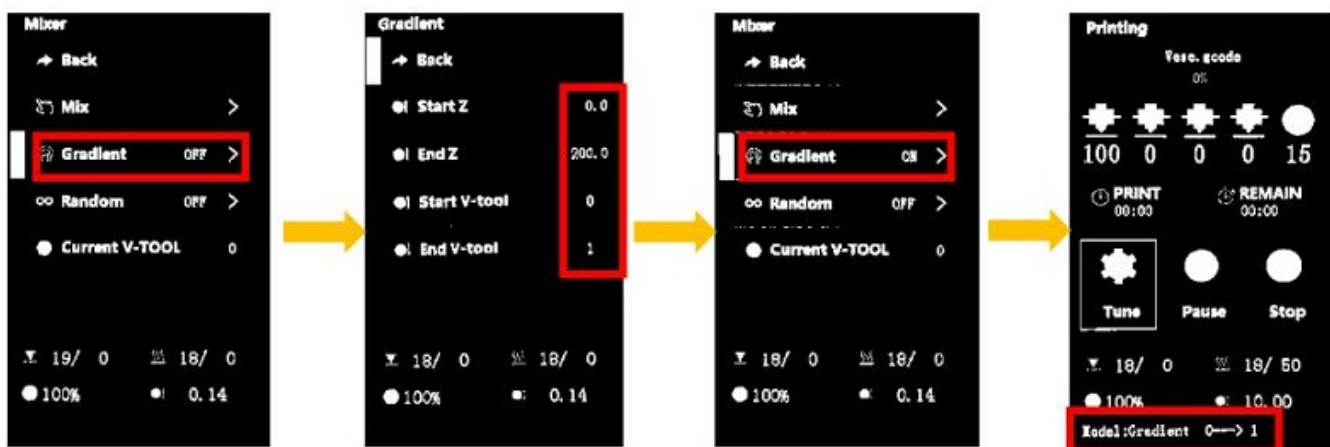 Mixer
Back
Mix >
Gradient OFF >
Random OFF >
Current V-TOOL 0
19/ 0 18/ 0
100% 0.14
Gradient
Back
Start Z 0.0
End Z 200.0
Start V-tool 0
End V-tool 1
18/ 0 18/ 0
100% 0.14
Mixer
Back
Mix >
Gradient ON >
Random OFF >
Current V-TOOL 0
18/ 0 18/ 0
100% 0.14
Printing
0%
100 0 0 0 15
PRINT REMAIN
00:00 00:00
Tune Pause Stop
18/ 0 18/ 50
100% 10.00
Model:Gradient 0---> 1